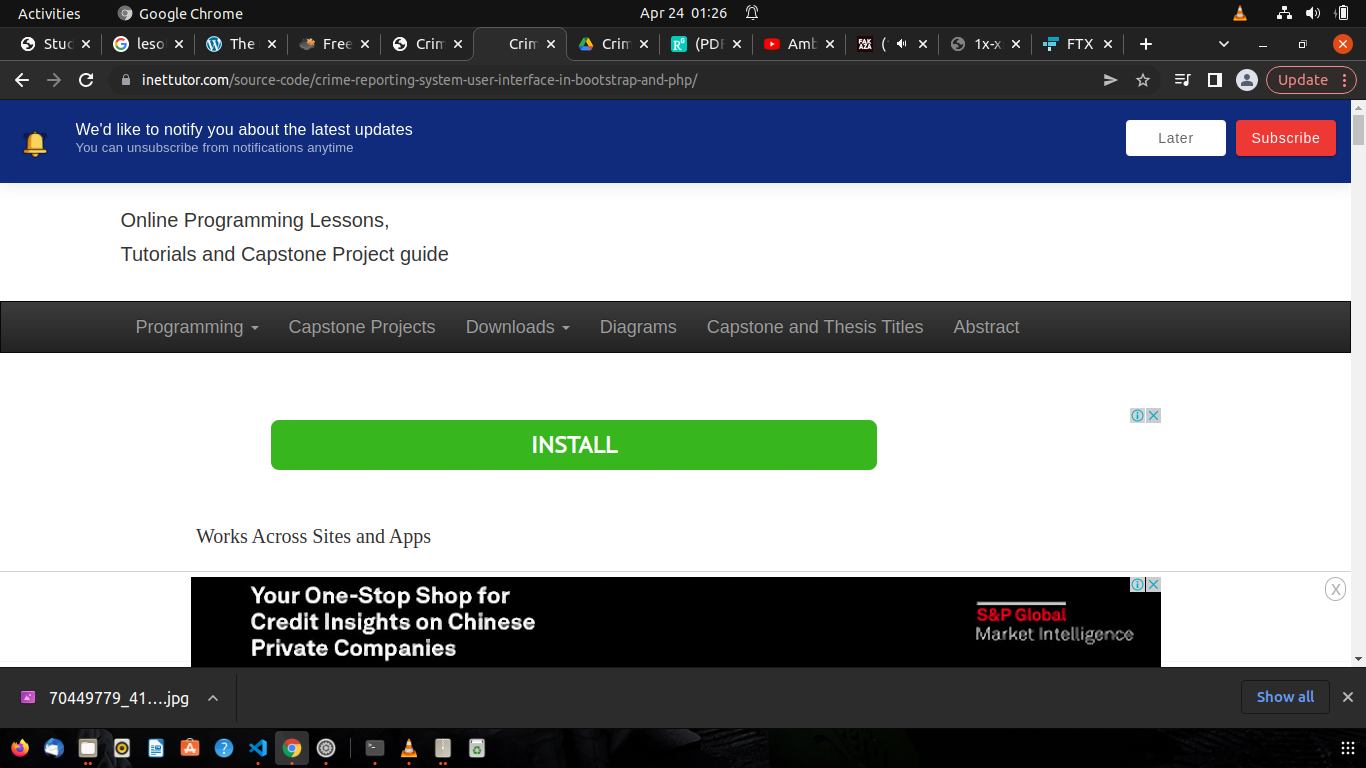 Activities
Google Chrome
Apr 24 01:26
Stud
leso
The
Free
Crim
Crim
Crim
(PDF
Amb
("
1x-x
FTX
inettutor.com/source-code/crime-reporting-system-user-interface-in-bootstrap-and-php/
Update
We'd like to notify you about the latest updates
You can unsubscribe from notifications anytime
Later
Subscribe
Online Programming Lessons,
Tutorials and Capstone Project guide
Programming
Capstone Projects
Downloads
Diagrams
Capstone and Thesis Titles
Abstract
INSTALL
Works Across Sites and Apps
Your One-Stop Shop for
Credit Insights on Chinese
Private Companies
S&P Global
Market Intelligence
X
70449779_41....jpg
Show all